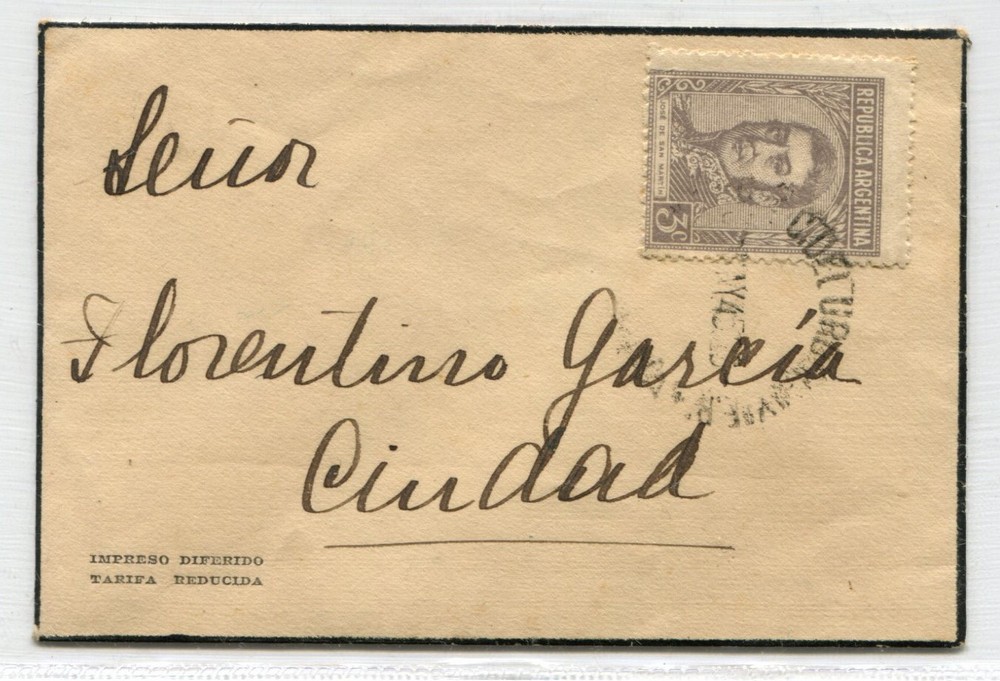 Señor
Florentino García
Ciudad
IMPRESO DIFERIDO
TARIFA REDUCIDA
REPUBLICA ARGENTINA
JOSÉ DE SAN MARTIN
3c